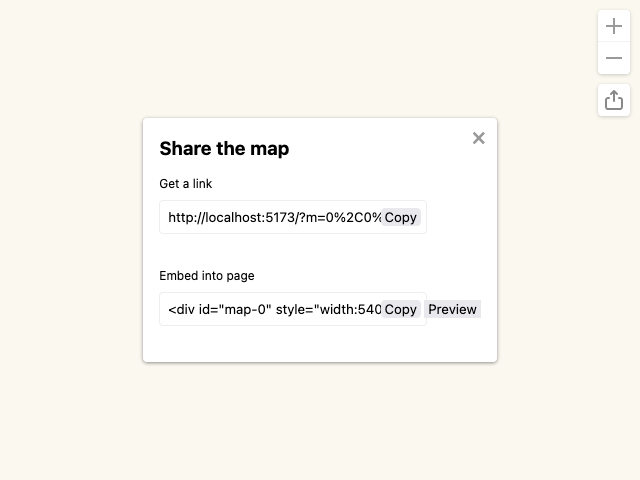 Share the map
Get a link
http://localhost:5173/?m=0%2C0% Copy
Embed into page
<div id="map-0" style="width:540 Copy Preview